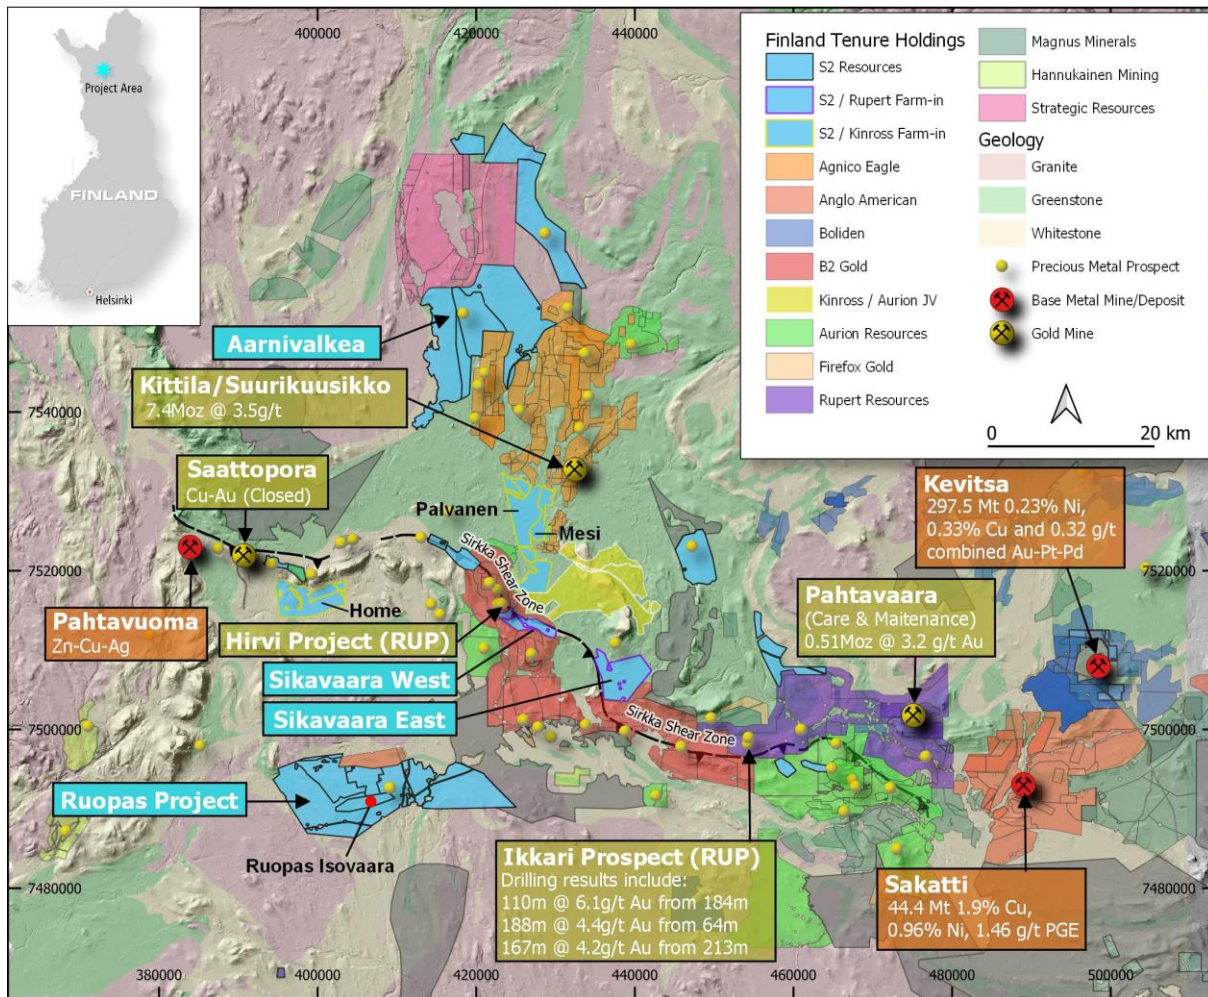 Project Area
FINLAND
Helsinki
400000
420000
440000
Finland Tenure Holdings
S2 Resources
S2 / Rupert Farm-in
S2 / Kinross Farm-in
Agnico Eagle
Anglo American
Boliden
B2 Gold
Kinross / Aurion JV
Aurion Resources
Firefox Gold
Rupert Resources
Magnus Minerals
Hannukainen Mining
Strategic Resources
Geology
Granite
Greenstone
Whitestone
Precious Metal Prospect
Base Metal Mine/Deposit
Gold Mine
0
20 km
Aarnivalkea
Kittila/Suurikuusikko
7.4Moz @ 3.5g/t
7540000
Saattopora
Cu-Au (Closed)
Palvanen
Mesi
Kevitsa
297.5 Mt 0.23% Ni,
0.33% Cu and 0.32 g/t
combined Au-Pt-Pd
Sirkka Shear Zone
7520000
7520000
Pahtavuoma
Zn-Cu-Ag
Home
Hirvi Project (RUP)
Pahtavaara
(Care & Maitenance)
0.51Moz @ 3.2 g/t Au
Sikavaara West
Sikavaara East
Sirkka Shear Zone
7500000
7500000
Ruopas Project
Ruopas Isovaara
Ikkari Prospect (RUP)
Drilling results include:
110m @ 6.1g/t Au from 184m
188m @ 4.4g/t Au from 64m
167m @ 4.2g/t Au from 213m
Sakatti
44.4 Mt 1.9% Cu,
0.96% Ni, 1.46 g/t PGE
7480000
7480000
380000
400000
420000
440000
460000
480000
500000